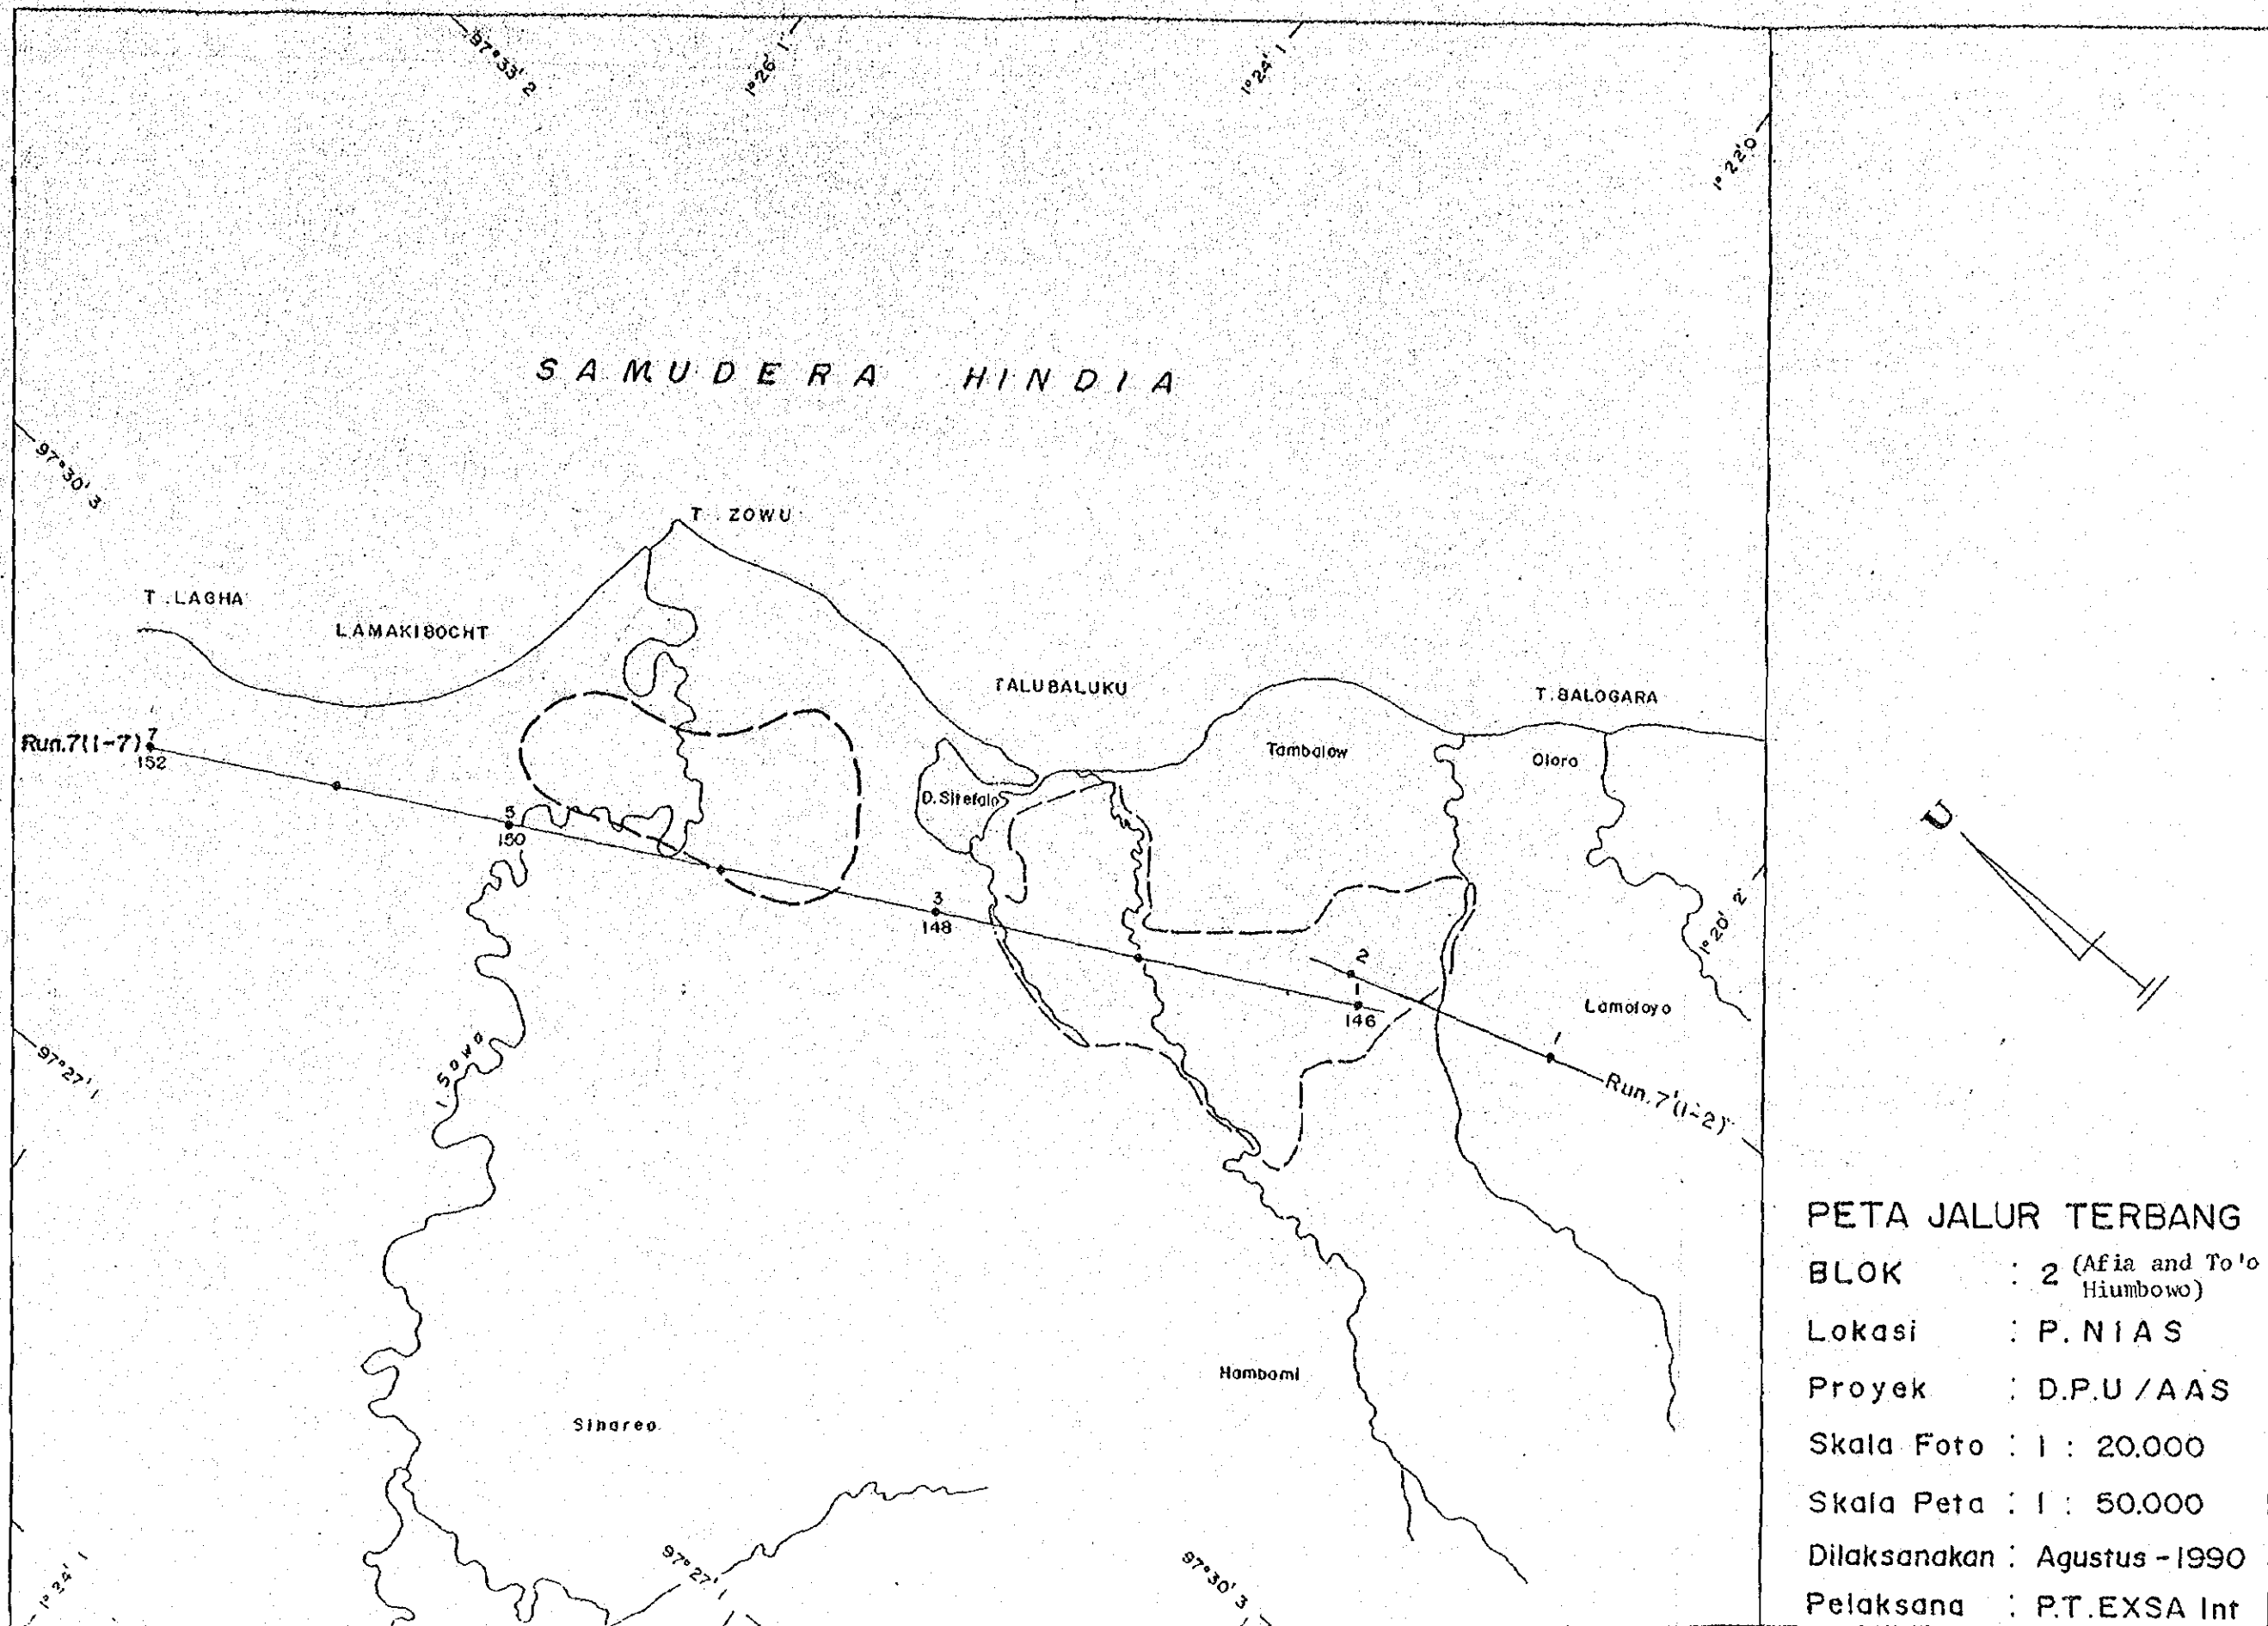 97°33' 2
1°26' 1
1°24' 1
1°22' 0
SAMUDERA HINDIA
97°30' 3
T. ZOWU
T. LAGHA
LAMAKIBOCHT
TALUBALUKU
T. BALOGARA
Run.7(1-7)
7
152
Tambalow
Oloro
D. Sitefalo
5
150
U
3
148
1°20' 2
2
1
146
Lamoloyo
1
97°27' 1
I. Sowo
Run.7'(1-2)
PETA JALUR TERBANG
BLOK : 2 (Afia and To'o
Hiumbowo)
Lokasi : P. NIAS
Hambami
Proyek : D.P.U / AAS
Sinareo
Skala Foto : 1 : 20.000
Skala Peta : 1 : 50.000
97°27' 1
97°30' 3
1°24' 1
Dilaksanakan : Agustus - 1990
Pelaksana : P.T. EXSA Int